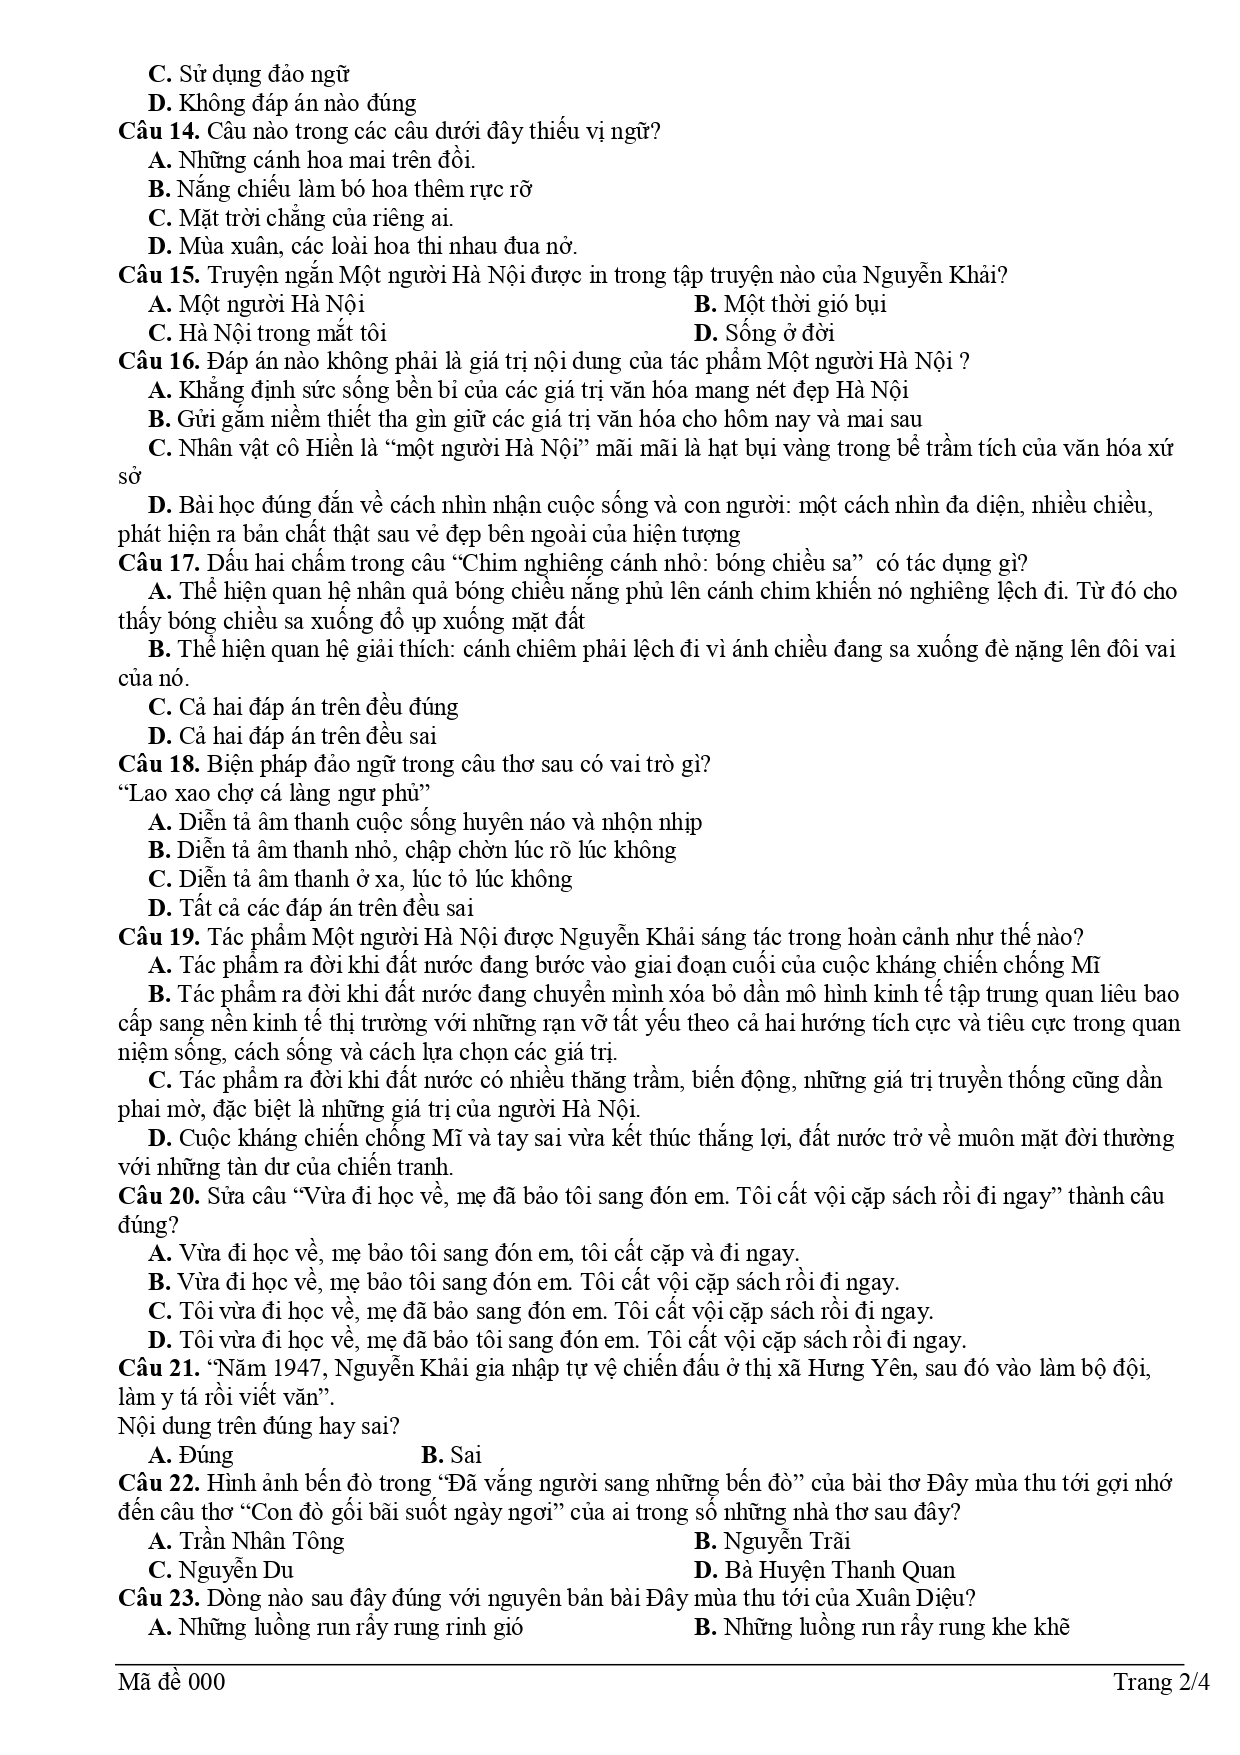 C. Sử dụng đảo ngữ
D. Không đáp án nào đúng
Câu 14. Câu nào trong các câu dưới đây thiếu vị ngữ?
A. Những cánh hoa mai trên đồi.
B. Nắng chiếu làm bó hoa thêm rực rỡ
C. Mặt trời chẳng của riêng ai.
D. Mùa xuân, các loài hoa thi nhau đua nở.
Câu 15. Truyện ngắn Một người Hà Nội được in trong tập truyện nào của Nguyễn Khải?
A. Một người Hà Nội B. Một thời gió bụi
C. Hà Nội trong mắt tôi D. Sống ở đời
Câu 16. Đáp án nào không phải là giá trị nội dung của tác phẩm Một người Hà Nội ?
A. Khẳng định sức sống bền bỉ của các giá trị văn hóa mang nét đẹp Hà Nội
B. Gửi gắm niềm thiết tha gìn giữ các giá trị văn hóa cho hôm nay và mai sau
C. Nhân vật cô Hiền là “một người Hà Nội” mãi mãi là hạt bụi vàng trong bể trầm tích của văn hóa xứ
sở
D. Bài học đúng đắn về cách nhìn nhận cuộc sống và con người: một cách nhìn đa diện, nhiều chiều,
phát hiện ra bản chất thật sau vẻ đẹp bên ngoài của hiện tượng
Câu 17. Dấu hai chấm trong câu “Chim nghiêng cánh nhỏ: bóng chiều sa”  có tác dụng gì?
A. Thể hiện quan hệ nhân quả bóng chiều nắng phủ lên cánh chim khiến nó nghiêng lệch đi. Từ đó cho
thấy bóng chiều sa xuống đổ ụp xuống mặt đất
B. Thể hiện quan hệ giải thích: cánh chiêm phải lệch đi vì ánh chiều đang sa xuống đè nặng lên đôi vai
của nó.
C. Cả hai đáp án trên đều đúng
D. Cả hai đáp án trên đều sai
Câu 18. Biện pháp đảo ngữ trong câu thơ sau có vai trò gì?
“Lao xao chợ cá làng ngư phủ”
A. Diễn tả âm thanh cuộc sống huyên náo và nhộn nhịp
B. Diễn tả âm thanh nhỏ, chập chờn lúc rõ lúc không
C. Diễn tả âm thanh ở xa, lúc tỏ lúc không
D. Tất cả các đáp án trên đều sai
Câu 19. Tác phẩm Một người Hà Nội được Nguyễn Khải sáng tác trong hoàn cảnh như thế nào?
A. Tác phẩm ra đời khi đất nước đang bước vào giai đoạn cuối của cuộc kháng chiến chống Mĩ
B. Tác phẩm ra đời khi đất nước đang chuyển mình xóa bỏ dần mô hình kinh tế tập trung quan liêu bao
cấp sang nền kinh tế thị trường với những rạn vỡ tất yếu theo cả hai hướng tích cực và tiêu cực trong quan
niệm sống, cách sống và cách lựa chọn các giá trị.
C. Tác phẩm ra đời khi đất nước có nhiều thăng trầm, biến động, những giá trị truyền thống cũng dần
phai mờ, đặc biệt là những giá trị của người Hà Nội.
D. Cuộc kháng chiến chống Mĩ và tay sai vừa kết thúc thắng lợi, đất nước trở về muôn mặt đời thường
với những tàn dư của chiến tranh.
Câu 20. Sửa câu “Vừa đi học về, mẹ đã bảo tôi sang đón em. Tôi cất vội cặp sách rồi đi ngay” thành câu
đúng?
A. Vừa đi học về, mẹ bảo tôi sang đón em, tôi cất cặp và đi ngay.
B. Vừa đi học về, mẹ bảo tôi sang đón em. Tôi cất vội cặp sách rồi đi ngay.
C. Tôi vừa đi học về, mẹ đã bảo sang đón em. Tôi cất vội cặp sách rồi đi ngay.
D. Tôi vừa đi học về, mẹ đã bảo tôi sang đón em. Tôi cất vội cặp sách rồi đi ngay.
Câu 21. “Năm 1947, Nguyễn Khải gia nhập tự vệ chiến đấu ở thị xã Hưng Yên, sau đó vào làm bộ đội,
làm y tá rồi viết văn”.
Nội dung trên đúng hay sai?
A. Đúng B. Sai
Câu 22. Hình ảnh bến đò trong “Đã vắng người sang những bến đò” của bài thơ Đây mùa thu tới gợi nhớ
đến câu thơ “Con đò gối bãi suốt ngày ngơi” của ai trong số những nhà thơ sau đây?
A. Trần Nhân Tông B. Nguyễn Trãi
C. Nguyễn Du D. Bà Huyện Thanh Quan
Câu 23. Dòng nào sau đây đúng với nguyên bản bài Đây mùa thu tới của Xuân Diệu?
A. Những luồng run rẩy rung rinh gió B. Những luồng run rẩy rung khe khẽ
Mã đề 000 Trang 2/4